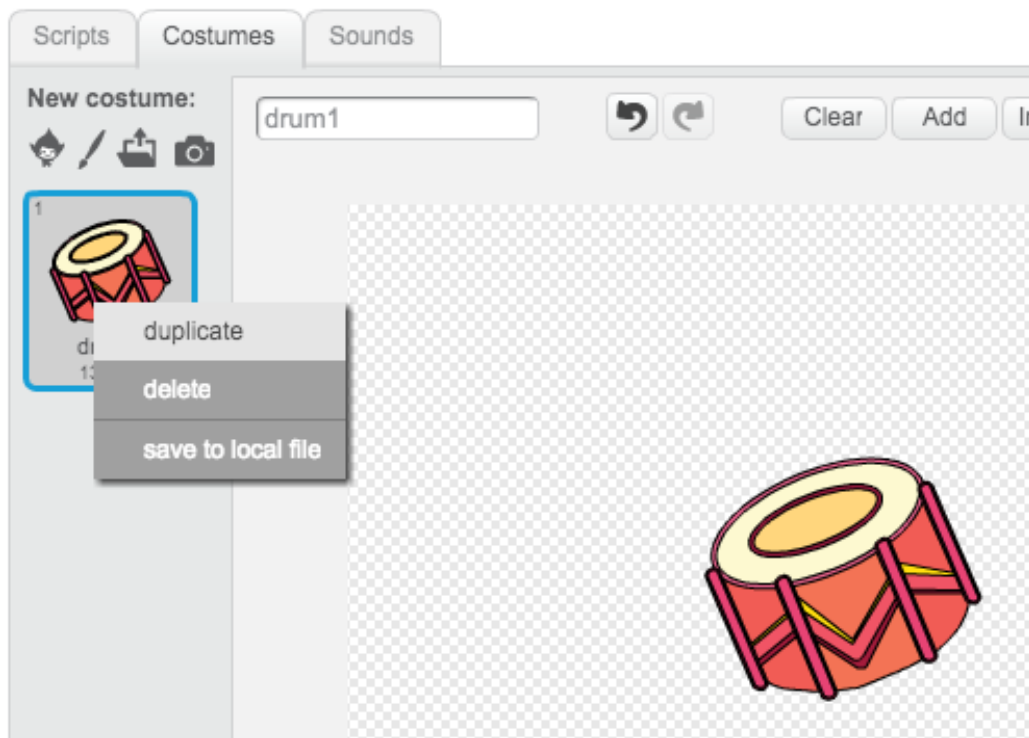 Scripts Costumes Sounds
New costume:
drum1
Clear Add
1
duplicate
delete
save to local file